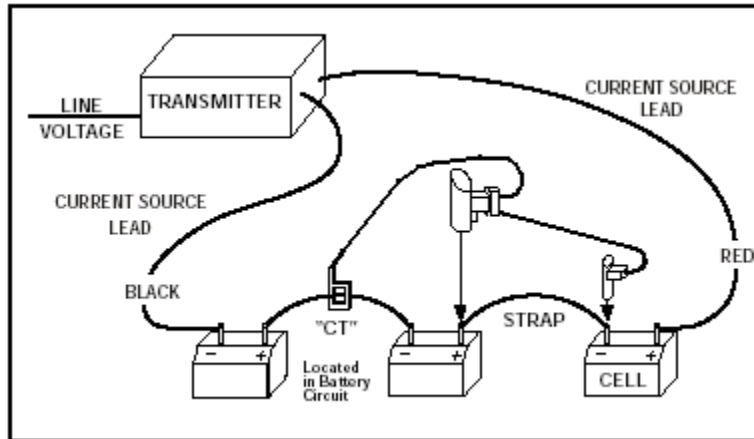 TRANSMITTER
LINE
VOLTAGE
CURRENT SOURCE
LEAD
CURRENT SOURCE
LEAD
BLACK
RED
"CT"
STRAP
Located
in Battery
Circuit
− +
− +
− +
CELL